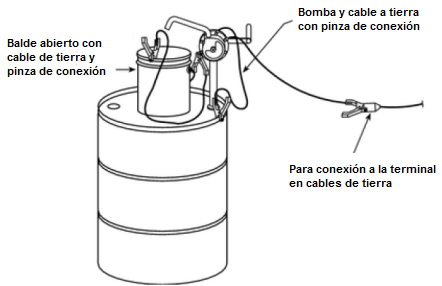 Bomba y cable a tierra
con pinza de conexión
Balde abierto con
cable de tierra y
pinza de conexión
Para conexión a la terminal
en cables de tierra